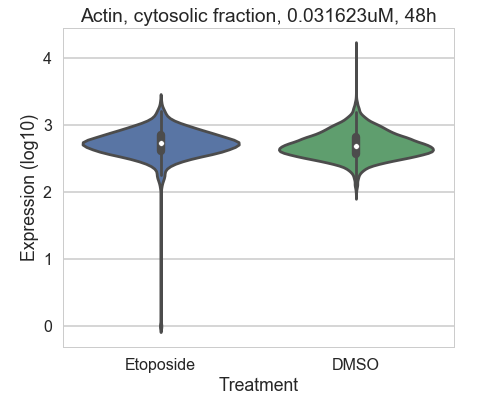 Actin, cytosolic fraction, 0.031623uM, 48h
Expression (log10)
4
3
2
1
0
Etoposide DMSO
Treatment